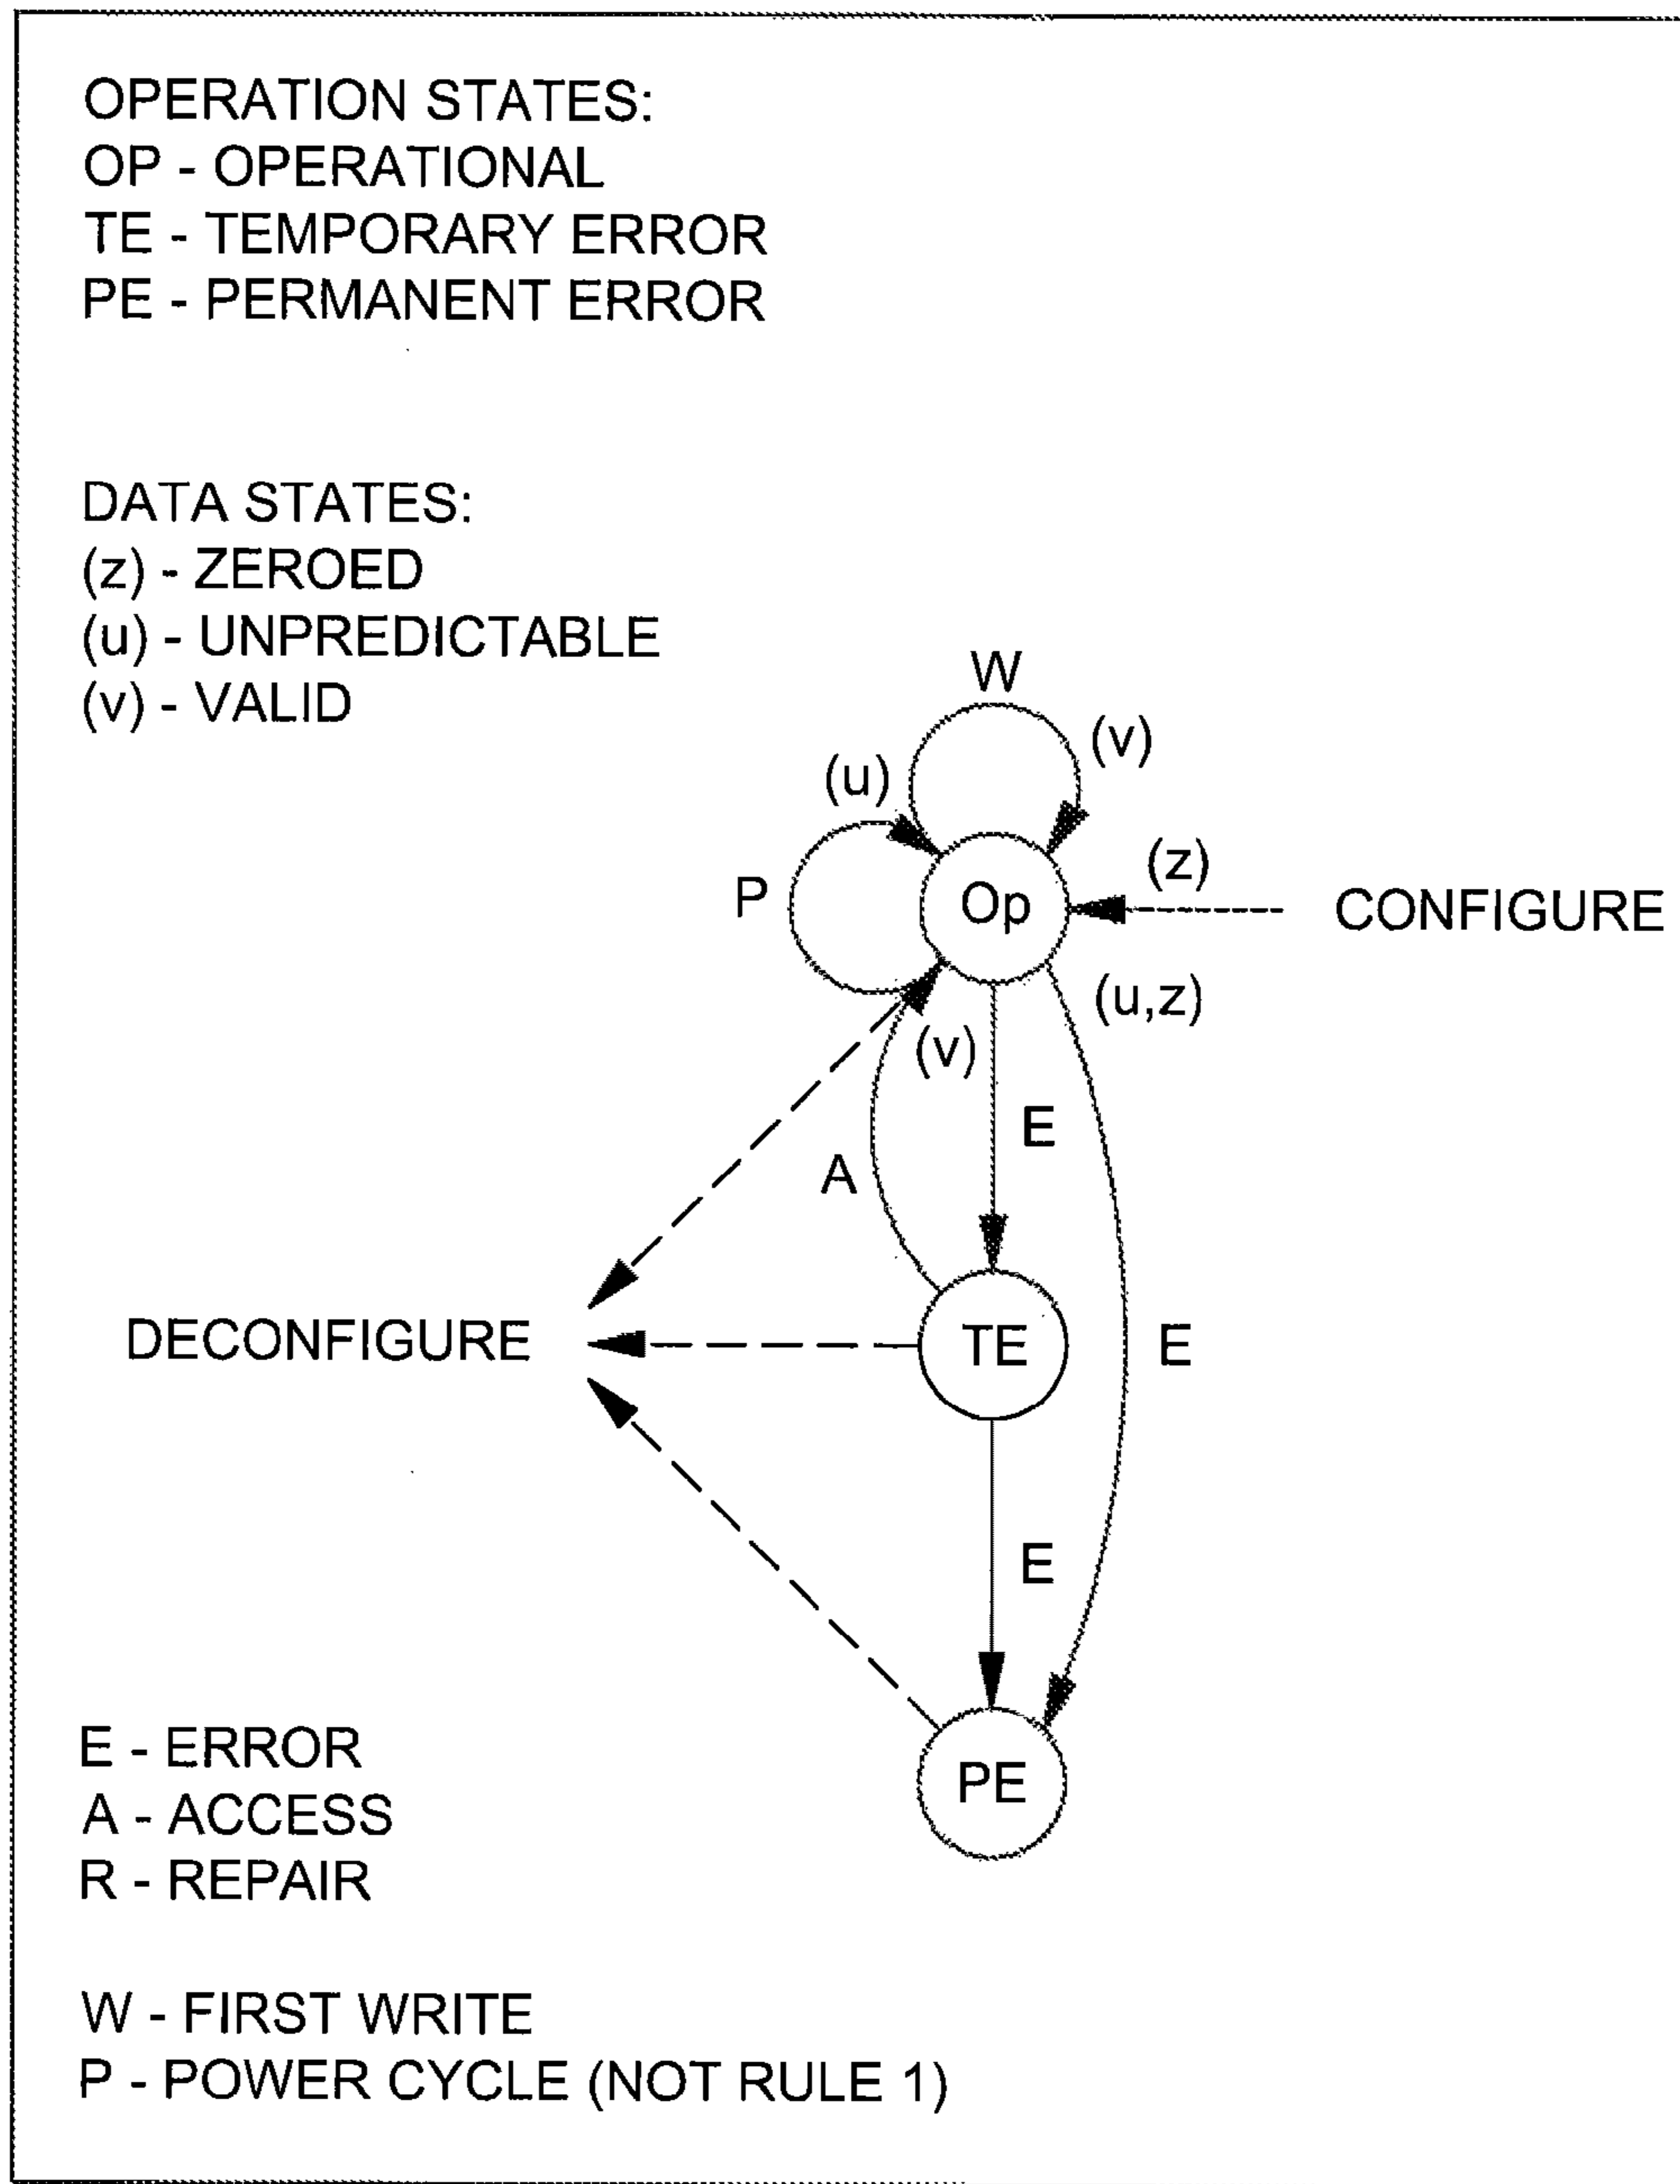 OPERATION STATES:
OP - OPERATIONAL
TE - TEMPORARY ERROR
PE - PERMANENT ERROR
DATA STATES:
(z) - ZEROED
(u) - UNPREDICTABLE
(v) - VALID
W
(v)
(u)
(z)
P
Op
CONFIGURE
(u,z)
(v)
E
A
DECONFIGURE
TE
E
E
PE
E - ERROR
A - ACCESS
R - REPAIR
W - FIRST WRITE
P - POWER CYCLE (NOT RULE 1)